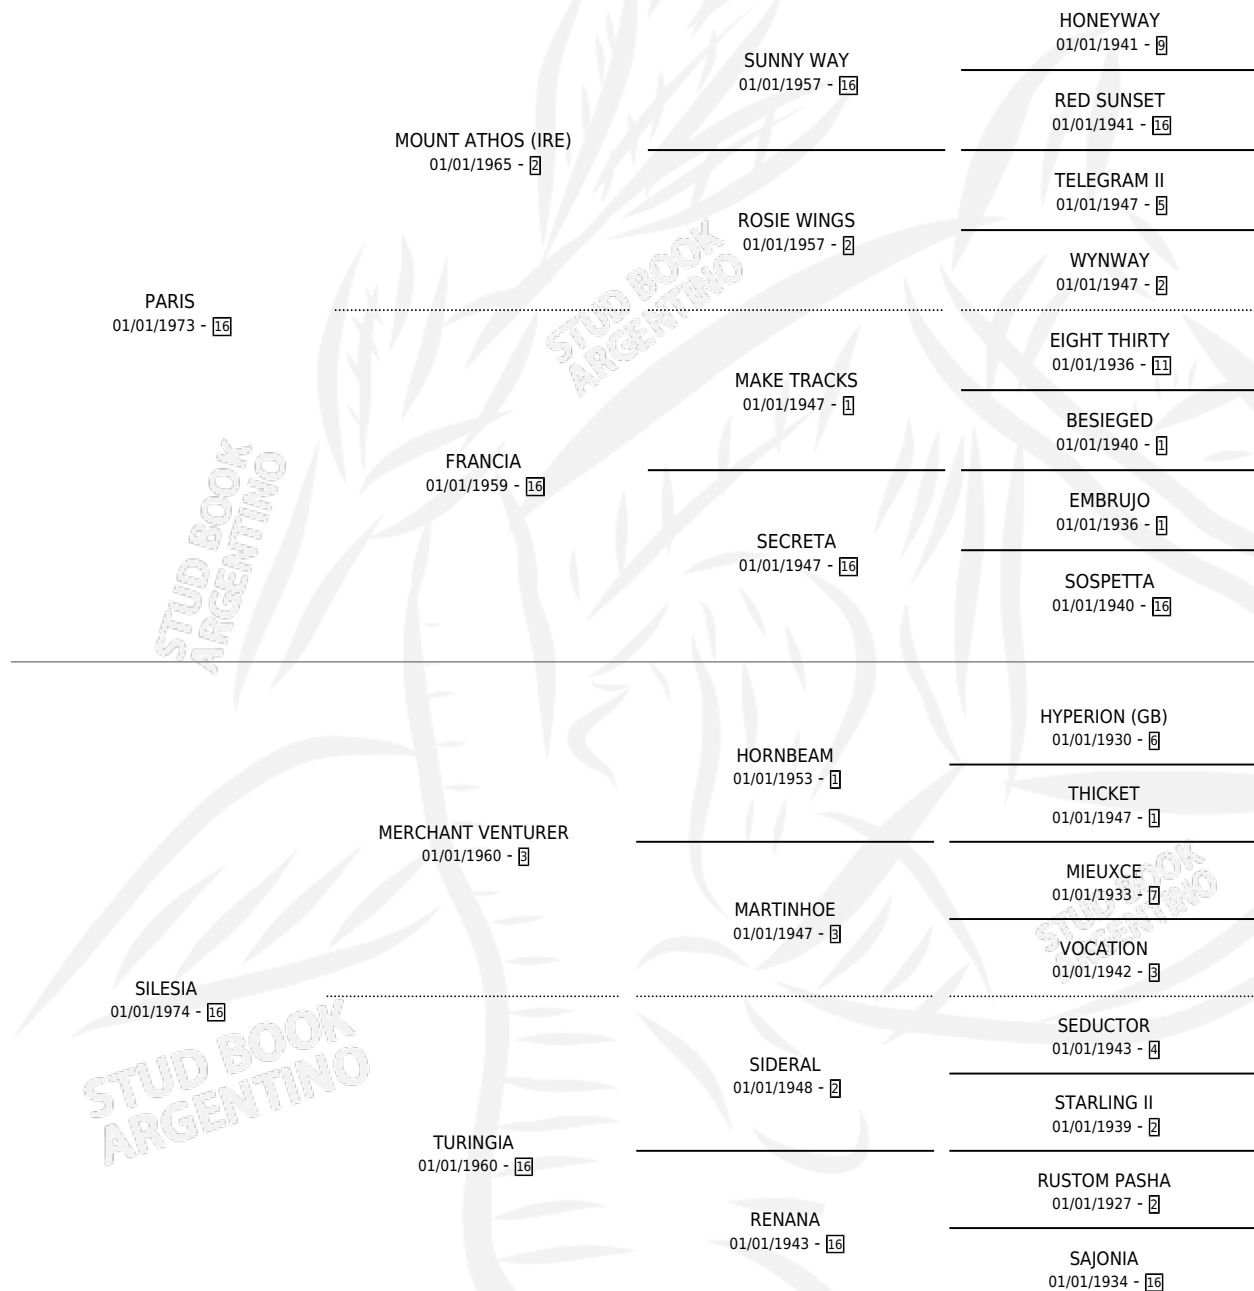 HONEYWAY
01/01/1941 - 9
SUNNY WAY
01/01/1957 - 16
RED SUNSET
01/01/1941 - 16
MOUNT ATHOS (IRE)
01/01/1965 - 2
TELEGRAM II
01/01/1947 - 5
ROSIE WINGS
01/01/1957 - 2
WYNWAY
01/01/1947 - 2
PARIS
01/01/1973 - 16
EIGHT THIRTY
01/01/1936 - 11
MAKE TRACKS
01/01/1947 - 1
BESIEGED
01/01/1940 - 1
FRANCIA
01/01/1959 - 16
EMBRUJO
01/01/1936 - 1
SECRETA
01/01/1947 - 16
SOSPETTA
01/01/1940 - 16
HYPERION (GB)
01/01/1930 - 6
HORNBEAM
01/01/1953 - 1
THICKET
01/01/1947 - 1
MERCHANT VENTURER
01/01/1960 - 3
MIEUXCE
01/01/1933 - 7
MARTINHOE
01/01/1947 - 3
VOCATION
01/01/1942 - 3
SILESIA
01/01/1974 - 16
SEDUCTOR
01/01/1943 - 4
SIDERAL
01/01/1948 - 2
STARLING II
01/01/1939 - 2
TURINGIA
01/01/1960 - 16
RUSTOM PASHA
01/01/1927 - 2
RENANA
01/01/1943 - 16
SAJONIA
01/01/1934 - 16
STUD BOOK
ARGENTINO
STUD BOOK
ARGENTINO
STUD BOOK
ARGENTINO
STUD BOOK
ARGENTINO